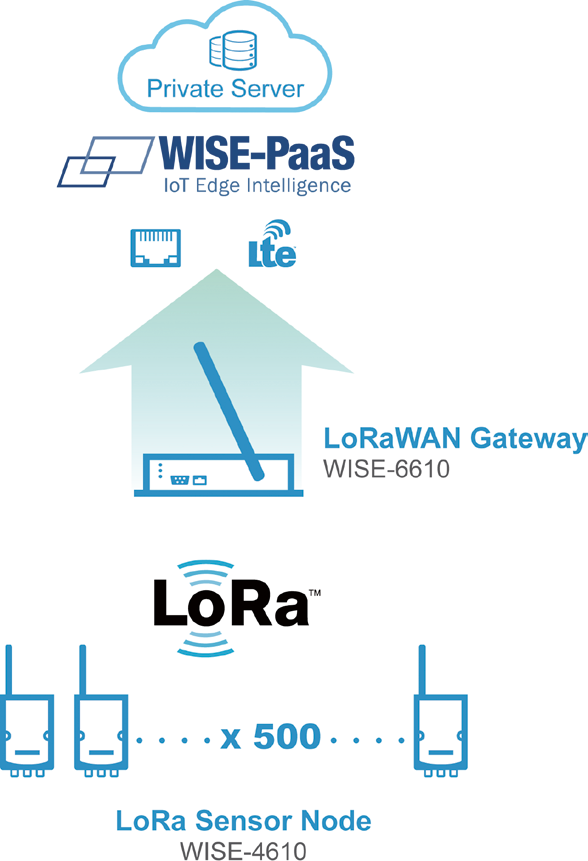 Private Server
WISE-PaaS
IoT Edge Intelligence
Lte
LoRaWAN Gateway
WISE-6610
LoRa™
x 500
LoRa Sensor Node
WISE-4610